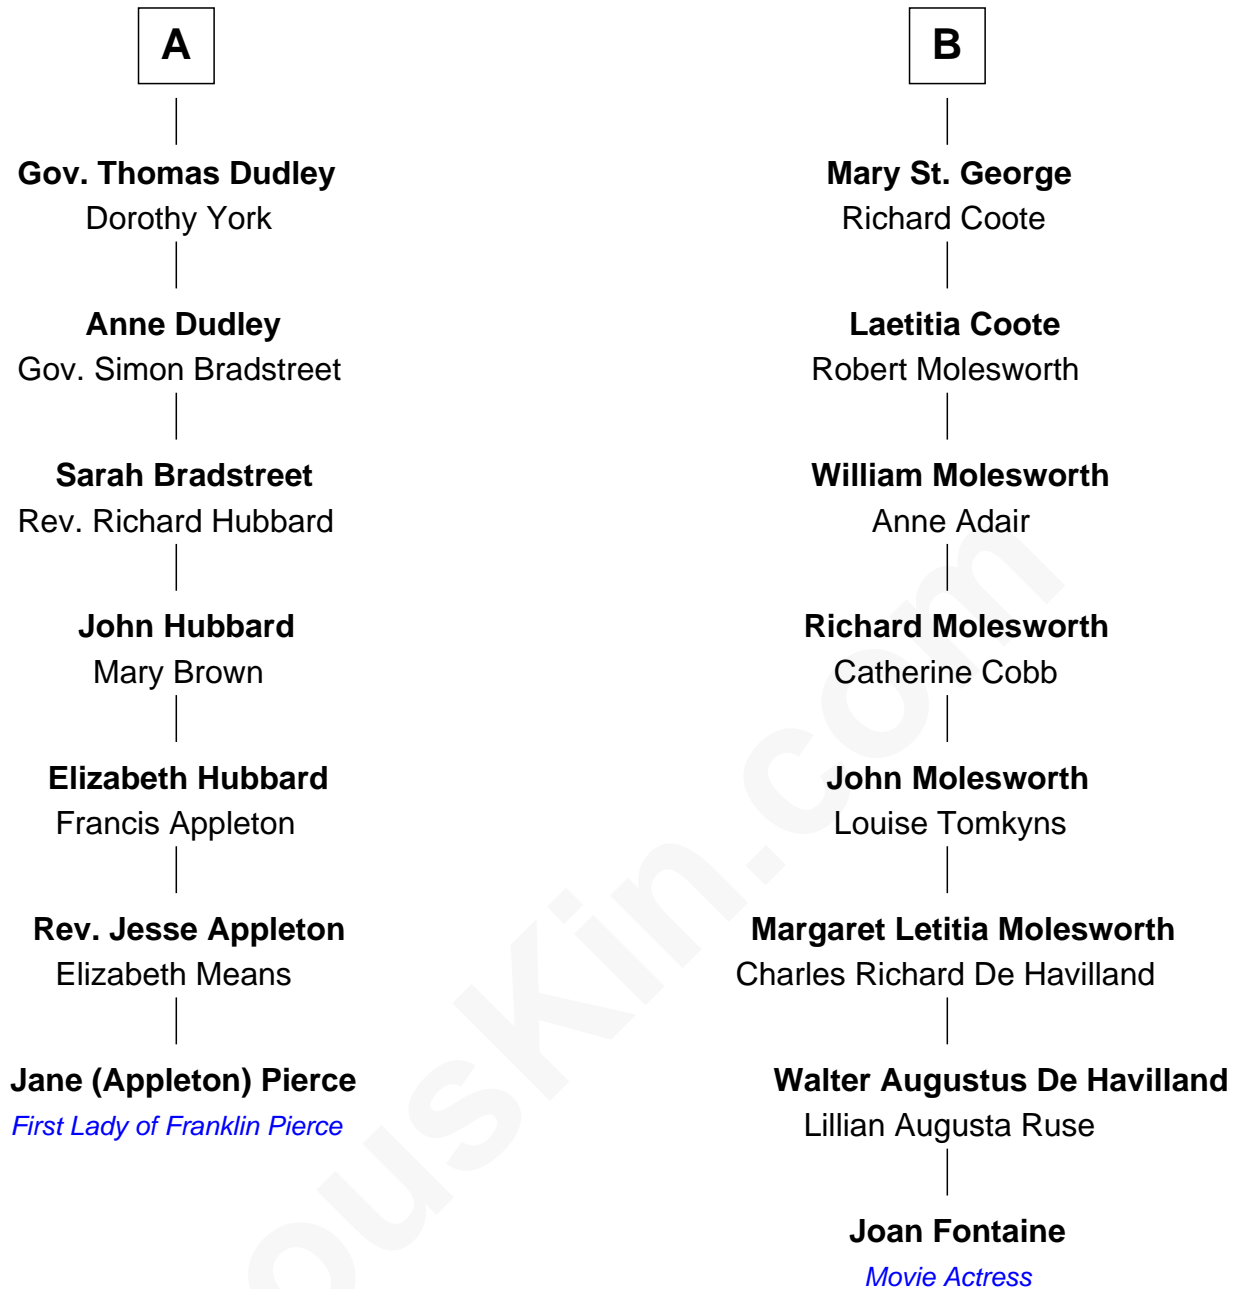 A
Gov. Thomas Dudley
Dorothy York
Anne Dudley
Gov. Simon Bradstreet
Sarah Bradstreet
Rev. Richard Hubbard
John Hubbard
Mary Brown
Elizabeth Hubbard
Francis Appleton
Rev. Jesse Appleton
Elizabeth Means
Jane (Appleton) Pierce
First Lady of Franklin Pierce
B
Mary St. George
Richard Coote
Laetitia Coote
Robert Molesworth
William Molesworth
Anne Adair
Richard Molesworth
Catherine Cobb
John Molesworth
Louise Tomkyns
Margaret Letitia Molesworth
Charles Richard De Havilland
Walter Augustus De Havilland
Lillian Augusta Ruse
Joan Fontaine
Movie Actress
ousKin.com